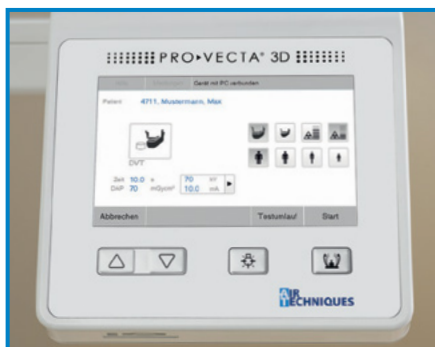 PRO▸VECTA® 3D
Gerät mit PC verbunden
Patient 4711, Mustermann, Max
DVT
Zeit 10.0 s 70 kV
DAP 70 mGycm² 10.0 mA
Abbrechen Testumlauf Start
AIR
TECHNIQUES